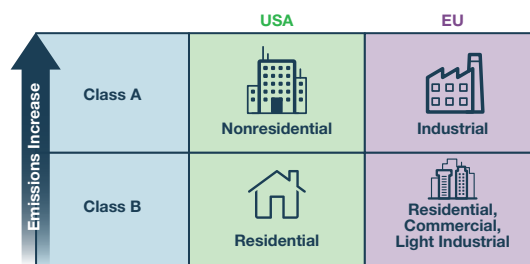 USA
EU
Emissions Increase
Class A
Nonresidential
Industrial
Class B
Residential
Residential,
Commercial,
Light Industrial